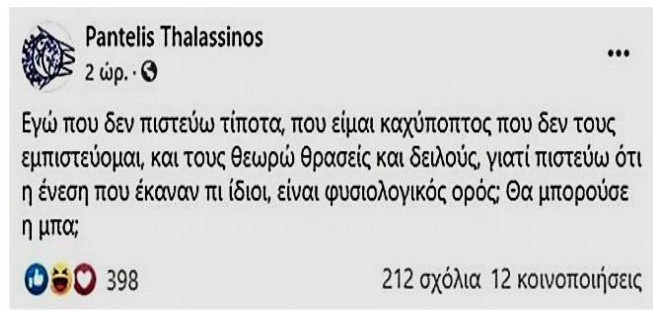 Pantelis Thalassinos
2 ώρ. ·
Εγώ που δεν πιστεύω τίποτα, που είμαι καχύποπτος που δεν τους
εμπιστεύομαι, και τους θεωρώ θρασείς και δειλούς, γιατί πιστεύω ότι
η ένεση που έκαναν πι ίδιοι, είναι φυσιολογικός ορός; Θα μπορούσε
η μπα;
398 212 σχόλια 12 κοινοποιήσεις